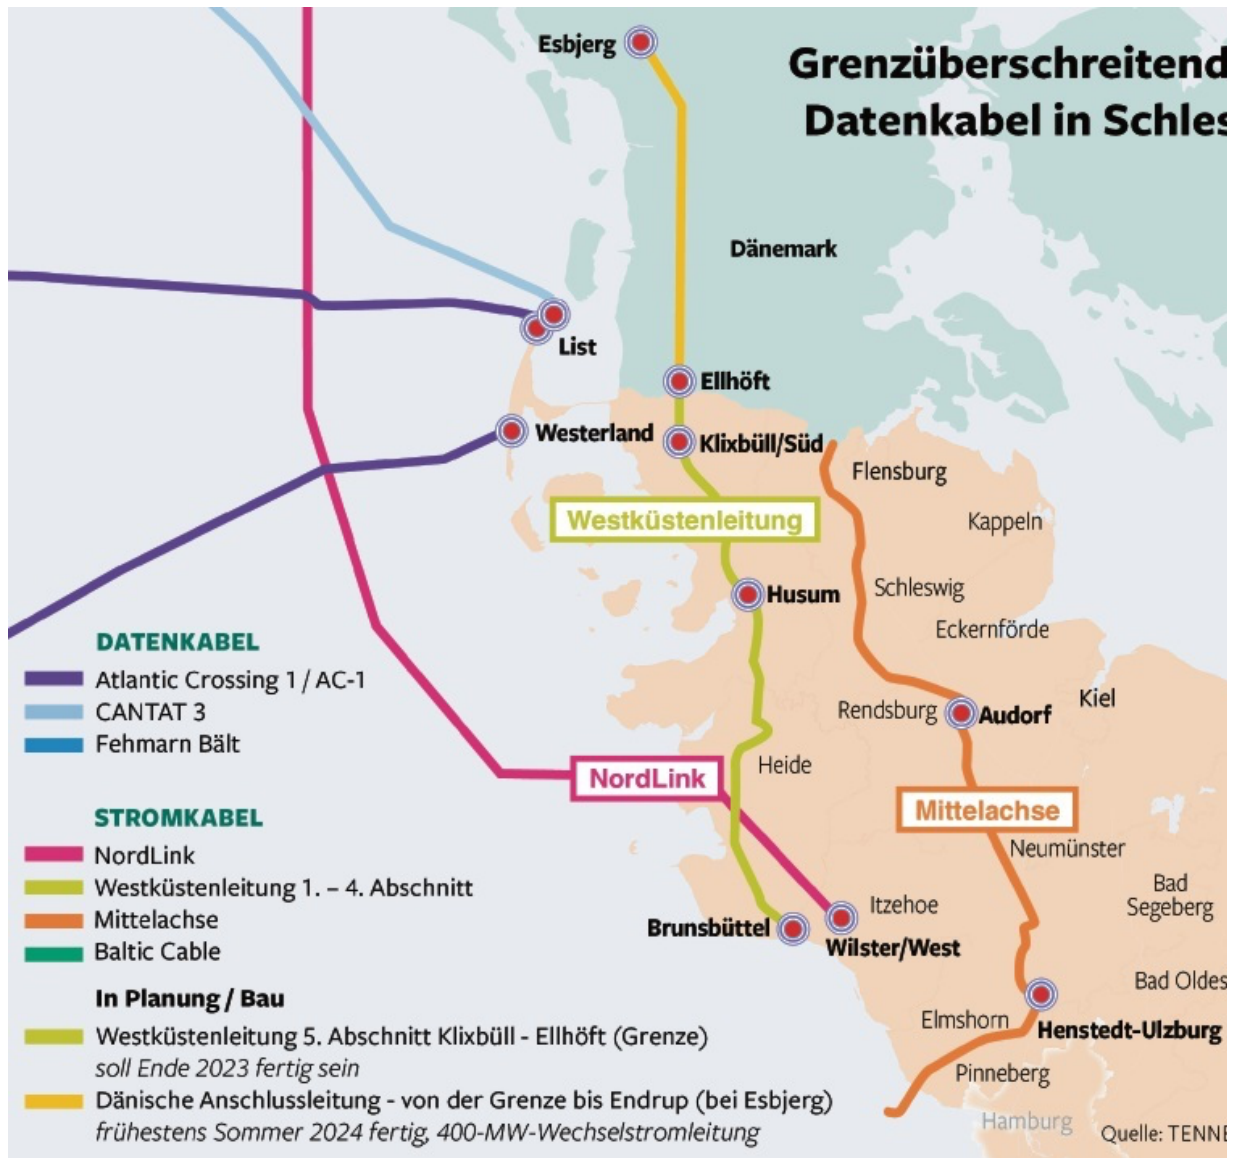 Grenzüberschreitend
Datenkabel in Schles
Esbjerg
Dänemark
List
Ellhöft
Westerland
Klixbüll/Süd
Flensburg
Westküstenleitung
Kappeln
Husum
Schleswig
Eckernförde
DATENKABEL
Atlantic Crossing 1 / AC-1
CANTAT 3
Fehmarn Bält
Rendsburg
Audorf
Kiel
Heide
NordLink
Mittelachse
STROMKABEL
NordLink
Westküstenleitung 1. – 4. Abschnitt
Mittelachse
Baltic Cable
Neumünster
Bad
Segeberg
Itzehoe
Brunsbüttel
Wilster/West
Bad Oldes
In Planung / Bau
Westküstenleitung 5. Abschnitt Klixbüll - Ellhöft (Grenze)
soll Ende 2023 fertig sein
Dänische Anschlussleitung - von der Grenze bis Endrup (bei Esbjerg)
frühestens Sommer 2024 fertig, 400-MW-Wechselstromleitung
Elmshorn
Henstedt-Ulzburg
Pinneberg
Hamburg
Quelle: TENNE